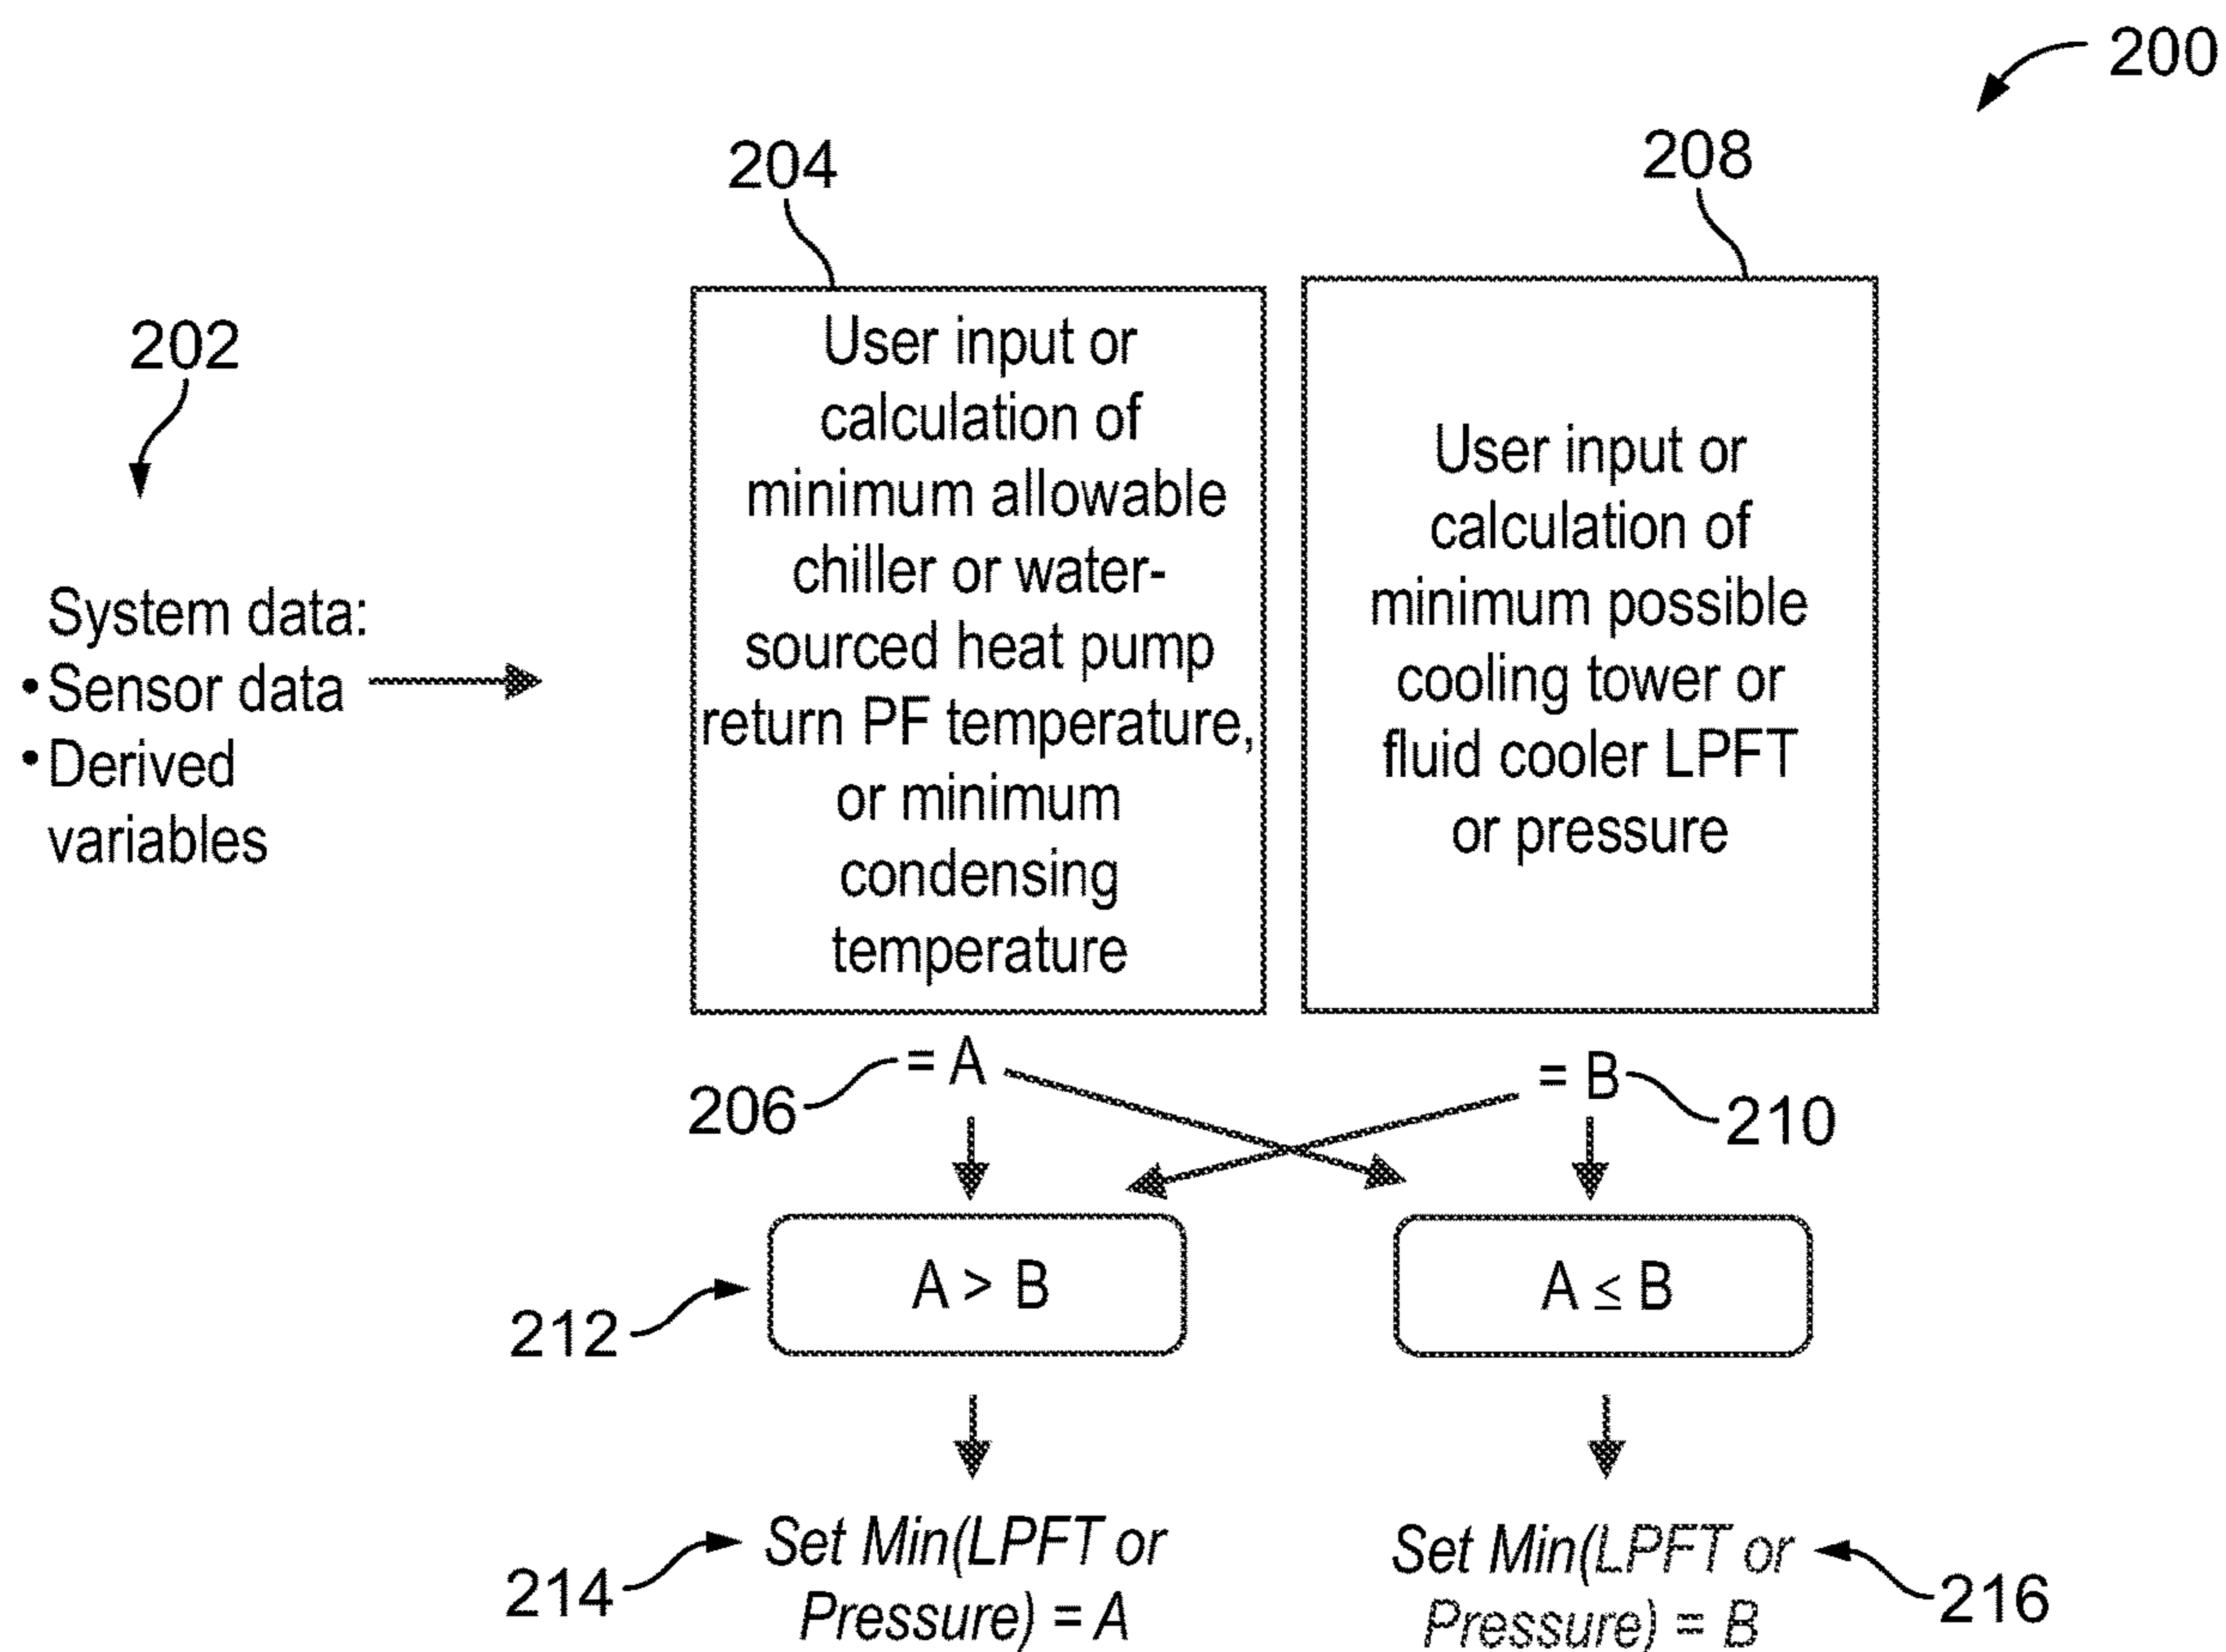 200
204
208
202
User input or
calculation of
minimum allowable
chiller or water-
sourced heat pump
return PF temperature,
or minimum
condensing
temperature
User input or
calculation of
minimum possible
cooling tower or
fluid cooler LPFT
or pressure
System data:
•Sensor data
•Derived
variables
= A
= B
206
210
A > B
A ≤ B
212
Set Min(LPFT or
Pressure) = A
Set Min(LPFT or
Pressure) = B
214
216